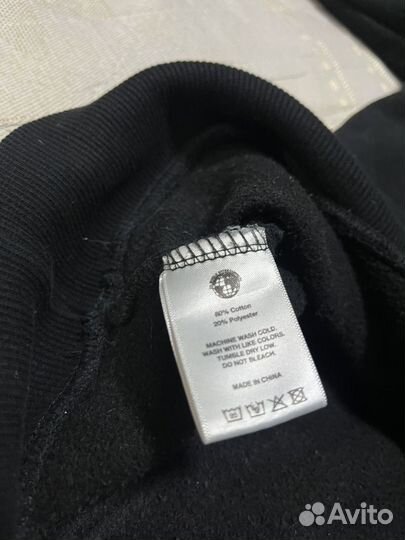 80% Cotton
20% Polyester
MACHINE WASH COLD.
WASH WITH LIKE COLORS.
TUMBLE DRY LOW.
DO NOT BLEACH.
MADE IN CHINA
Avito